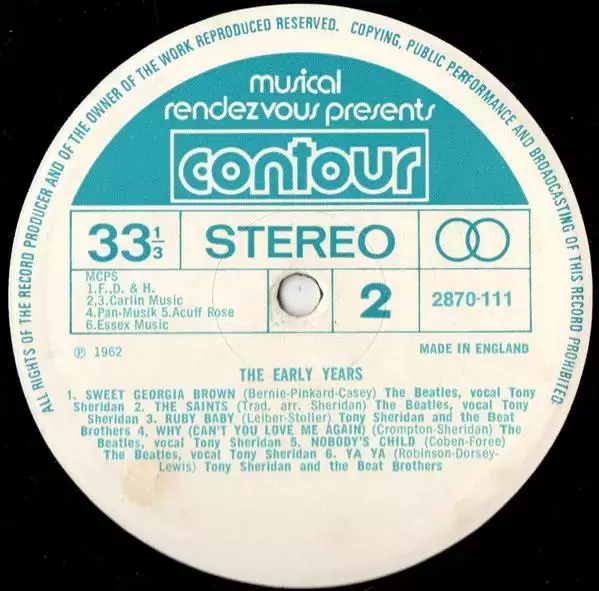 ALL RIGHTS OF THE RECORD PRODUCER AND OF THE OWNER OF THE WORK REPRODUCED RESERVED. COPYING, PUBLIC PERFORMANCE AND BROADCASTING OF THIS RECORD PROHIBITED.
musical
rendezvous presents
contour
33 1/3 STEREO
MCPS
1.F., D. & H.
2,3.Carlin Music
4.Pan-Musik 5.Acuff Rose
6.Essex Music
2 2870·111
℗ 1962 MADE IN ENGLAND
THE EARLY YEARS
1. SWEET GEORGIA BROWN (Bernie-Pinkard-Casey) The Beatles, vocal Tony
Sheridan 2. THE SAINTS (Trad. arr. Sheridan) The Beatles, vocal Tony
Sheridan 3. RUBY BABY (Leiber-Stoller) Tony Sheridan and the Beat
Brothers 4. WHY (CAN'T YOU LOVE ME AGAIN) (Crompton-Sheridan) The
Beatles, vocal Tony Sheridan 5. NOBODY'S CHILD (Coben-Foree)
The Beatles, vocal Tony Sheridan 6. YA YA (Robinson-Dorsey-
Lewis) Tony Sheridan and the Beat Brothers